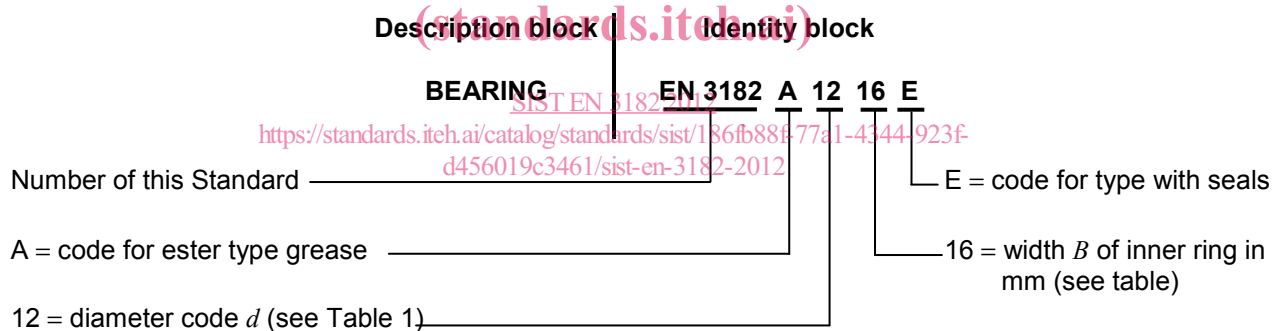 (standards.iteh.ai)
Description block Identity block
BEARING EN 3182 A 12 16 E
SIST EN 3182:2012
https://standards.iteh.ai/catalog/standards/sist/186fb88f-77a1-4344-923f-
d456019c3461/sist-en-3182-2012
Number of this Standard
E = code for type with seals
A = code for ester type grease
16 = width B of inner ring in
mm (see table)
12 = diameter code d (see Table 1)